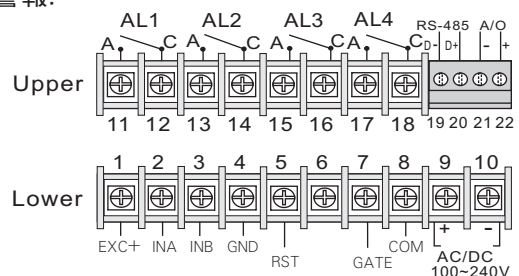 警報:
AL1 AL2 AL3 AL4
RS-485 A/O
A C A C A C A C D- D+ - +
Upper
11 12 13 14 15 16 17 18 19 20 21 22
1 2 3 4 5 6 7 8 9 10
Lower
+ -
EXC+ INA INB GND RST GATE COM AC/DC
100~240V